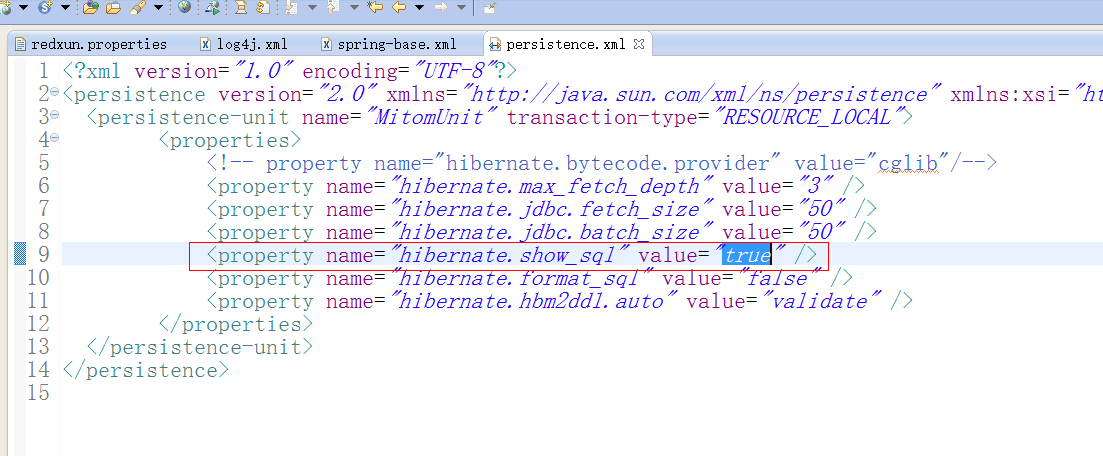 redxun.properties log4j.xml spring-base.xml persistence.xml
1 <?xml version="1.0" encoding="UTF-8"?>
2 <persistence version="2.0" xmlns="http://java.sun.com/xml/ns/persistence" xmlns:xsi="ht
3 <persistence-unit name="MitomUnit" transaction-type="RESOURCE_LOCAL">
4 <properties>
5 <!-- property name="hibernate.bytecode.provider" value="cglib"/-->
6 <property name="hibernate.max_fetch_depth" value="3" />
7 <property name="hibernate.jdbc.fetch_size" value="50" />
8 <property name="hibernate.jdbc.batch_size" value="50" />
9 <property name="hibernate.show_sql" value="true" />
10 <property name="hibernate.format_sql" value="false" />
11 <property name="hibernate.hbm2ddl.auto" value="validate" />
12 </properties>
13 </persistence-unit>
14 </persistence>
15